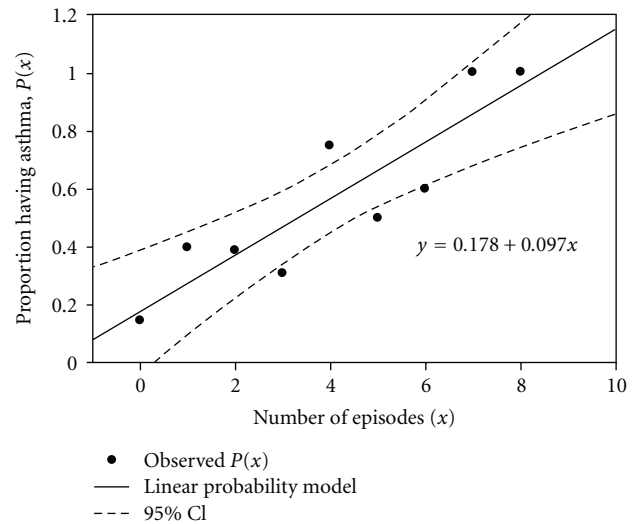 1.2
1
0.8
0.6
0.4
0.2
0
Proportion having asthma, P(x)
y = 0.178 + 0.097x
0 2 4 6 8 10
Number of episodes (x)
Observed P(x)
Linear probability model
95% Cl